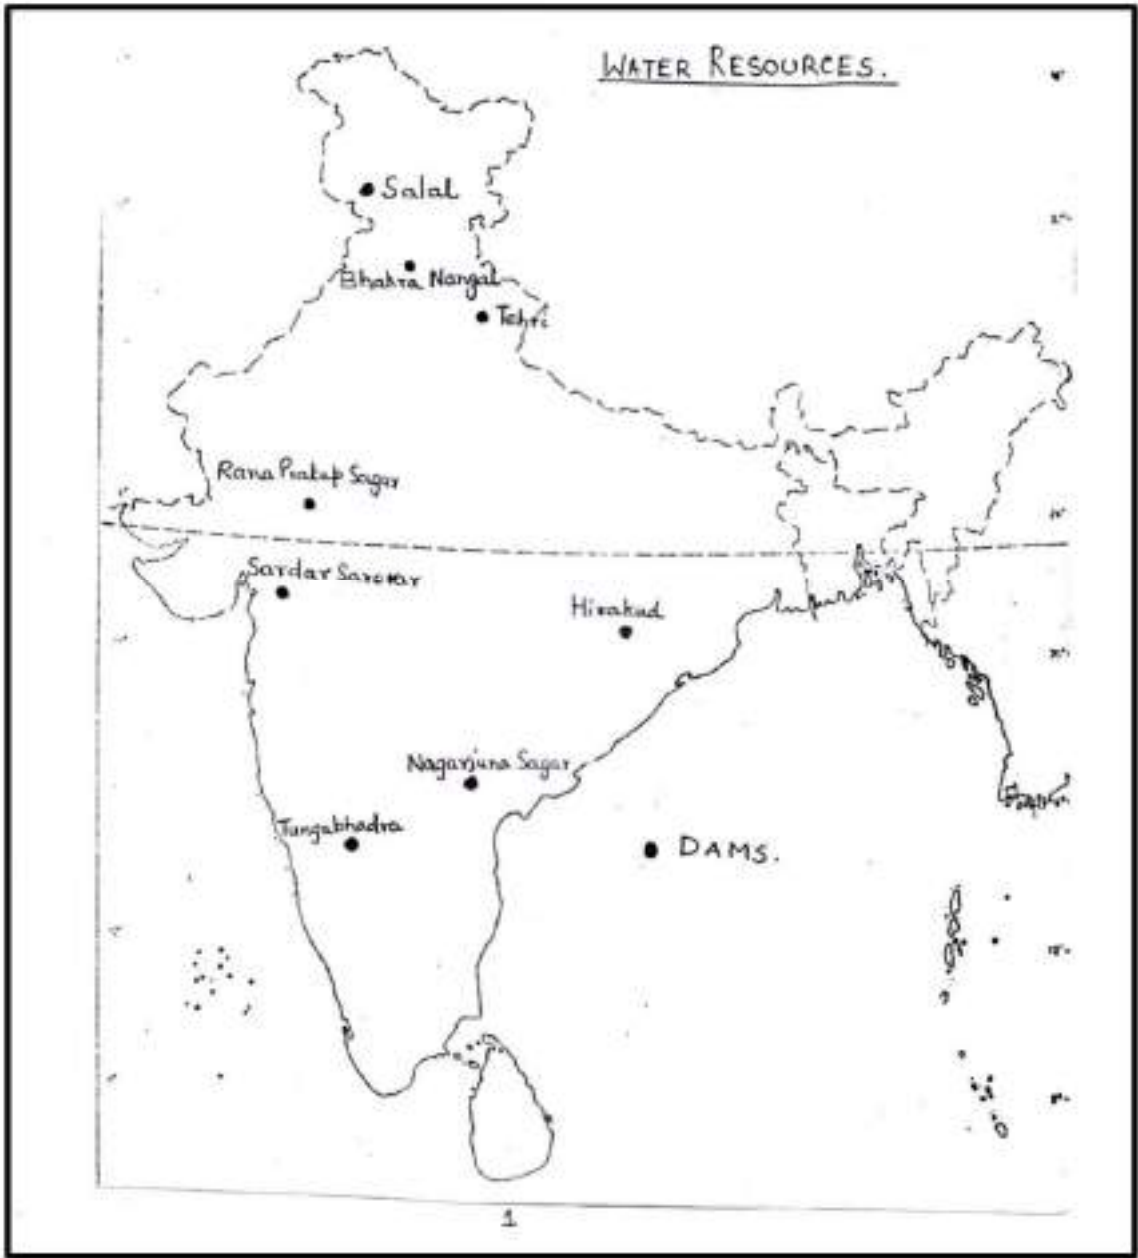 WATER RESOURCES.
Salal
Bhakra Nangal
Tehri
Rana Pratap Sagar
Sardar Sarovar
Hirakud
Nagarjuna Sagar
Tungabhadra
DAMS.
1